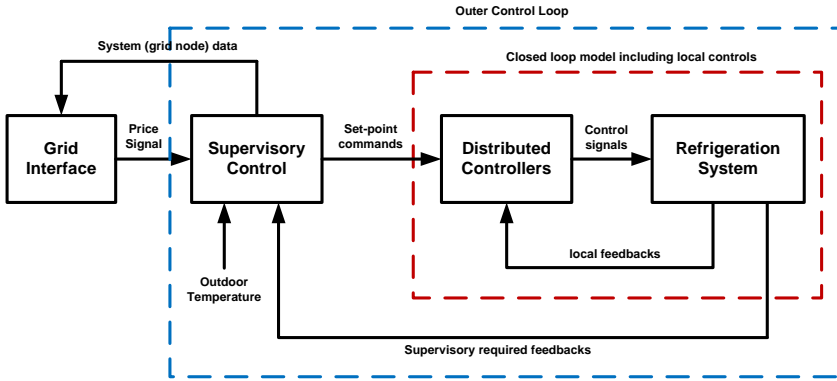 Outer Control Loop
System (grid node) data
Closed loop model including local controls
Grid
Interface
Price
Signal
Supervisory
Control
Set-point
commands
Distributed
Controllers
Control
signals
Refrigeration
System
local feedbacks
Outdoor
Temperature
Supervisory required feedbacks